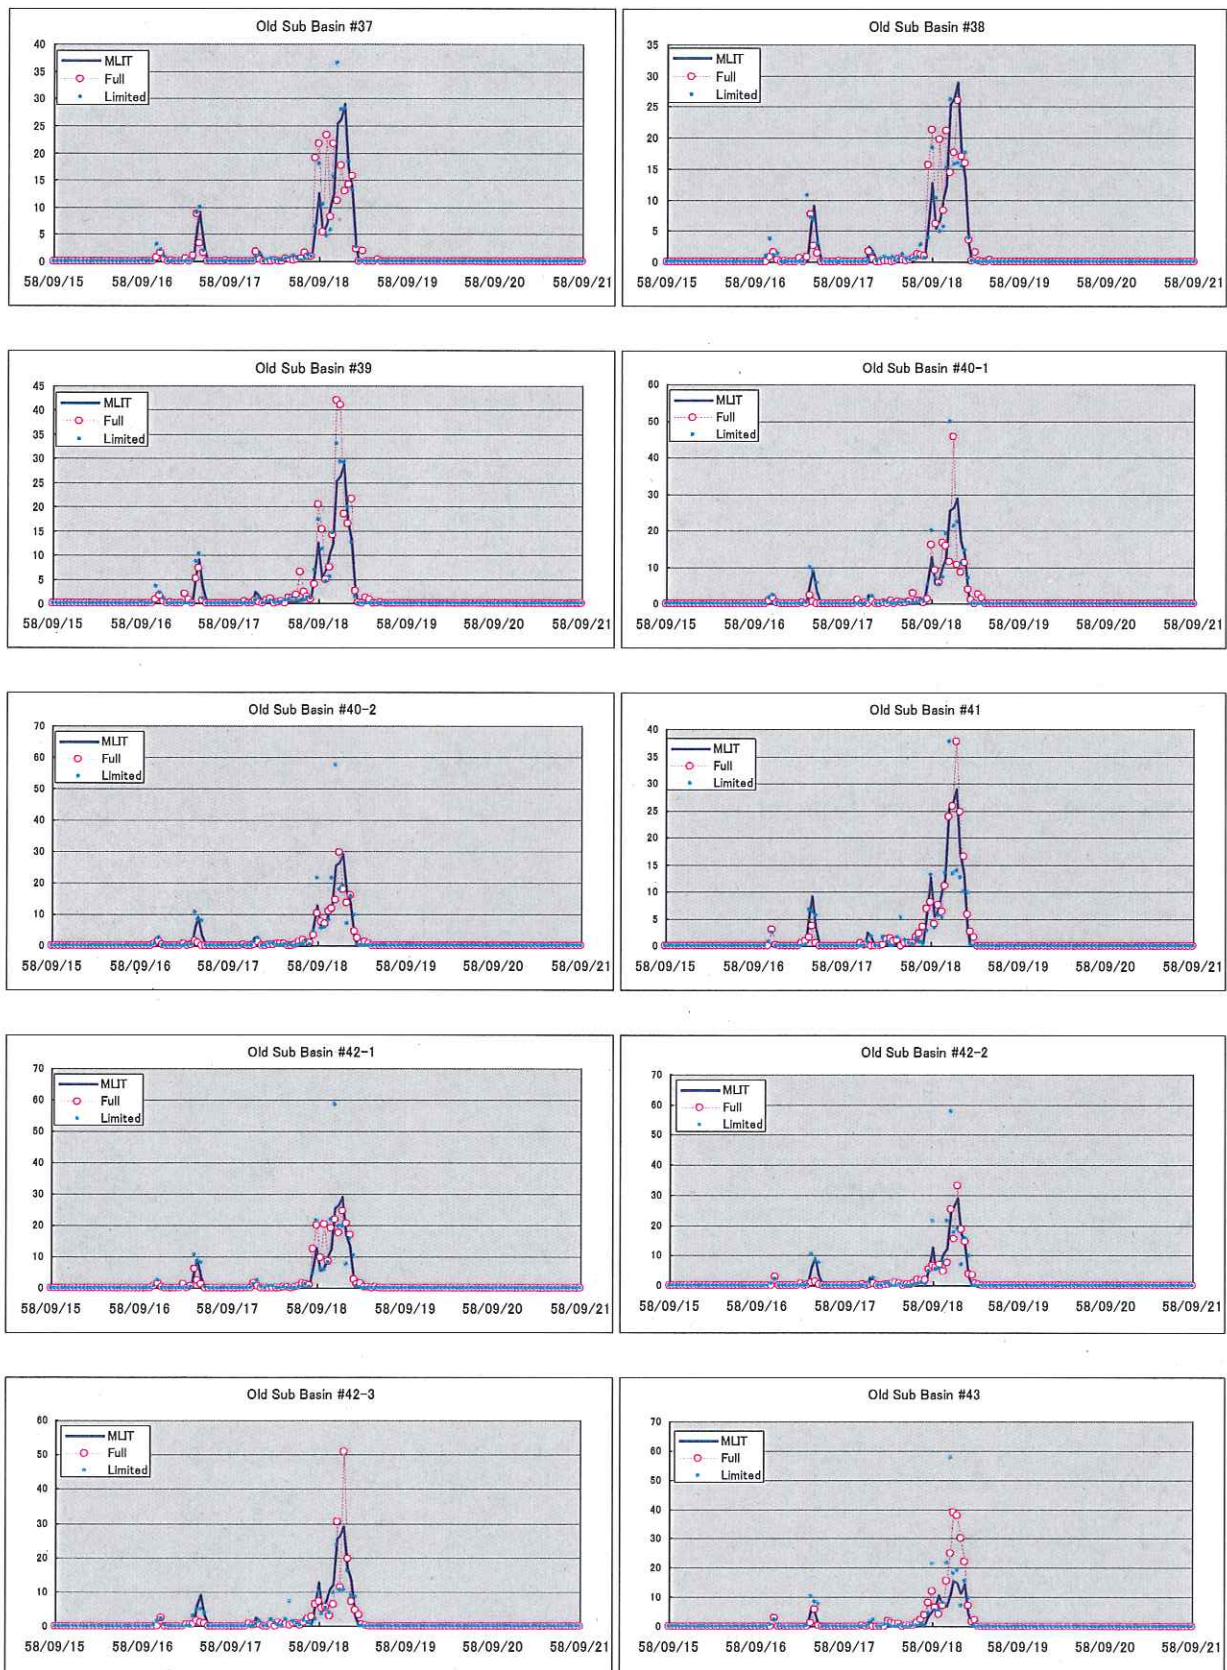 Old Sub Basin #37
40
35
30
25
20
15
10
5
0
MLIT
Full
Limited
58/09/15 58/09/16 58/09/17 58/09/18 58/09/19 58/09/20 58/09/21
Old Sub Basin #38
35
30
25
20
15
10
5
0
MLIT
Full
Limited
58/09/15 58/09/16 58/09/17 58/09/18 58/09/19 58/09/20 58/09/21
Old Sub Basin #39
45
40
35
30
25
20
15
10
5
0
MLIT
Full
Limited
58/09/15 58/09/16 58/09/17 58/09/18 58/09/19 58/09/20 58/09/21
Old Sub Basin #40-1
60
50
40
30
20
10
0
MLIT
Full
Limited
58/09/15 58/09/16 58/09/17 58/09/18 58/09/19 58/09/20 58/09/21
Old Sub Basin #40-2
70
60
50
40
30
20
10
0
MLIT
Full
Limited
58/09/15 58/09/16 58/09/17 58/09/18 58/09/19 58/09/20 58/09/21
Old Sub Basin #41
40
35
30
25
20
15
10
5
0
MLIT
Full
Limited
58/09/15 58/09/16 58/09/17 58/09/18 58/09/19 58/09/20 58/09/21
Old Sub Basin #42-1
70
60
50
40
30
20
10
0
MLIT
Full
Limited
58/09/15 58/09/16 58/09/17 58/09/18 58/09/19 58/09/20 58/09/21
Old Sub Basin #42-2
70
60
50
40
30
20
10
0
MLIT
Full
Limited
58/09/15 58/09/16 58/09/17 58/09/18 58/09/19 58/09/20 58/09/21
Old Sub Basin #42-3
60
50
40
30
20
10
0
MLIT
Full
Limited
58/09/15 58/09/16 58/09/17 58/09/18 58/09/19 58/09/20 58/09/21
Old Sub Basin #43
70
60
50
40
30
20
10
0
MLIT
Full
Limited
58/09/15 58/09/16 58/09/17 58/09/18 58/09/19 58/09/20 58/09/21